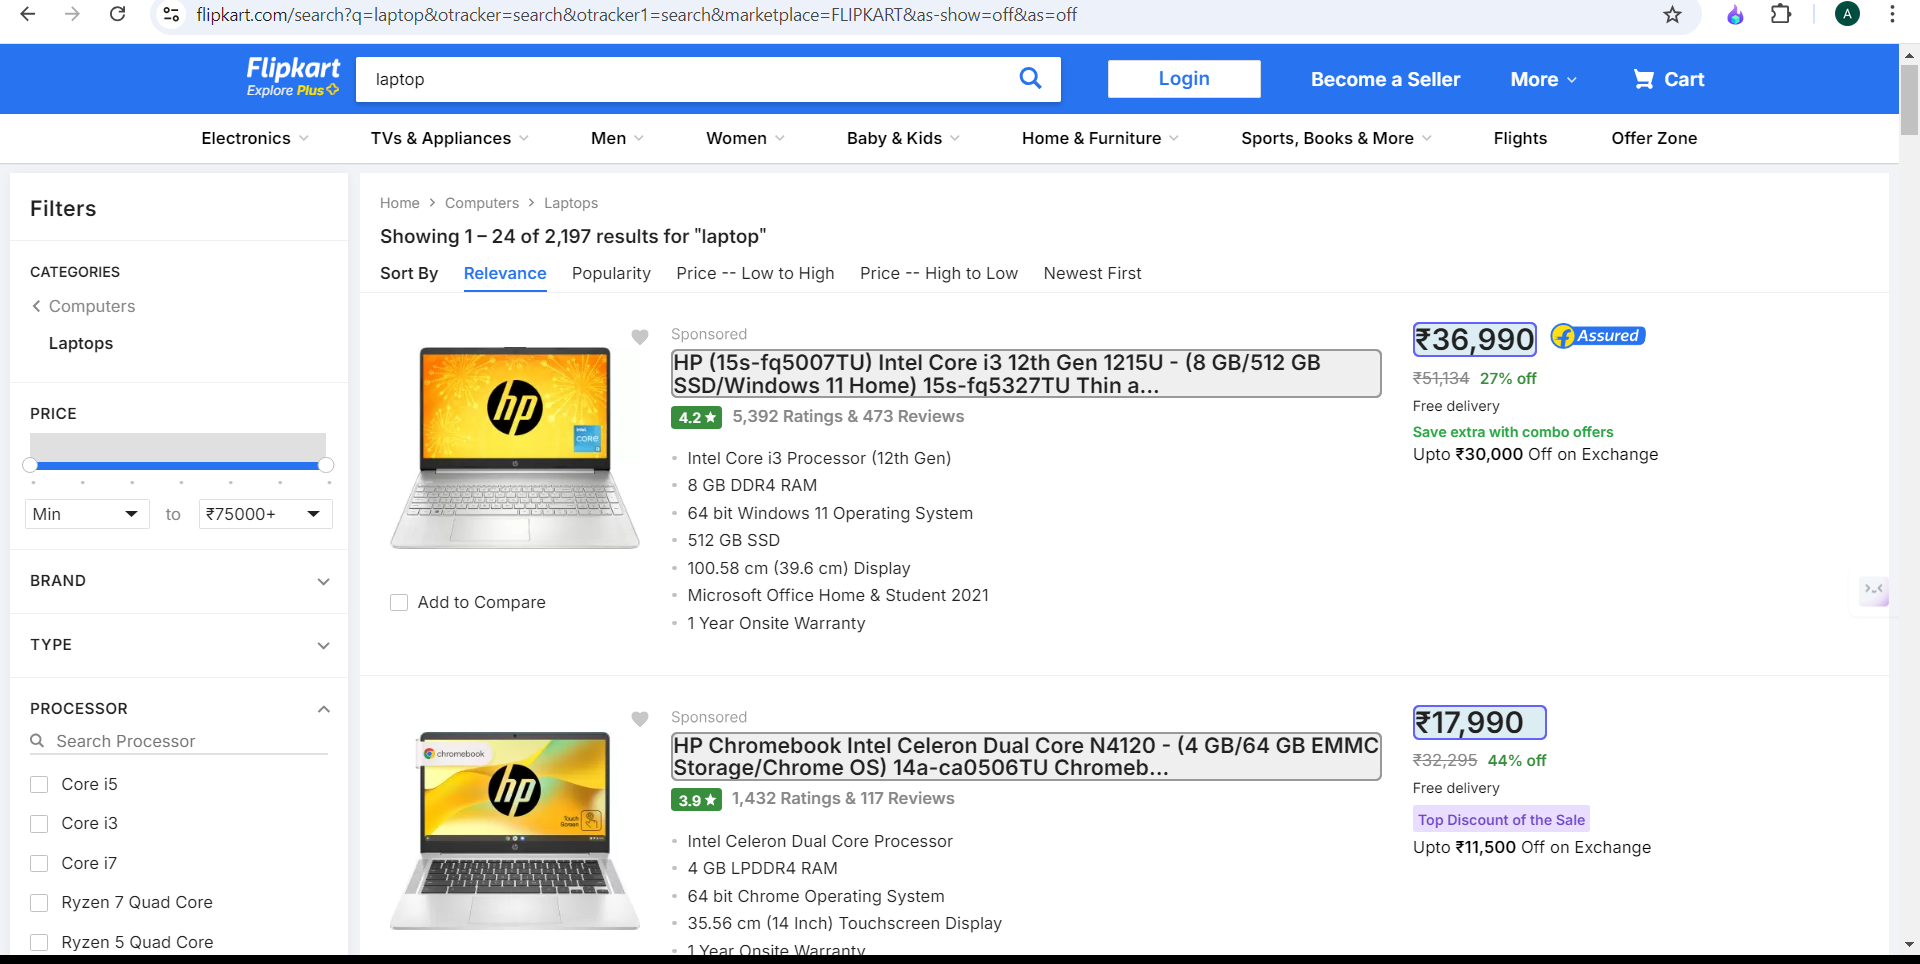 flipkart.com/search?q=laptop&otracker=search&otracker1=search&marketplace=FLIPKART&as-show=off&as=off
A
Flipkart
Explore Plus
laptop
Login
Become a Seller
More
Cart
Electronics
TVs & Appliances
Men
Women
Baby & Kids
Home & Furniture
Sports, Books & More
Flights
Offer Zone
Filters
CATEGORIES
Computers
Laptops
PRICE
Min
to
₹75000+
BRAND
TYPE
PROCESSOR
Search Processor
Core i5
Core i3
Core i7
Ryzen 7 Quad Core
Ryzen 5 Quad Core
Home > Computers > Laptops
Showing 1 – 24 of 2,197 results for "laptop"
Sort By
Relevance
Popularity
Price -- Low to High
Price -- High to Low
Newest First
hp
intel
core
hp
Add to Compare
Sponsored
HP (15s-fq5007TU) Intel Core i3 12th Gen 1215U - (8 GB/512 GB
SSD/Windows 11 Home) 15s-fq5327TU Thin a...
4.2★ 5,392 Ratings & 473 Reviews
Intel Core i3 Processor (12th Gen)
8 GB DDR4 RAM
64 bit Windows 11 Operating System
512 GB SSD
100.58 cm (39.6 cm) Display
Microsoft Office Home & Student 2021
1 Year Onsite Warranty
₹36,990
Assured
₹51,134 27% off
Free delivery
Save extra with combo offers
Upto ₹30,000 Off on Exchange
chromebook
hp
Touch
Screen
hp
Sponsored
HP Chromebook Intel Celeron Dual Core N4120 - (4 GB/64 GB EMMC
Storage/Chrome OS) 14a-ca0506TU Chromeb...
3.9★ 1,432 Ratings & 117 Reviews
Intel Celeron Dual Core Processor
4 GB LPDDR4 RAM
64 bit Chrome Operating System
35.56 cm (14 Inch) Touchscreen Display
1 Year Onsite Warranty
₹17,990
₹32,295 44% off
Free delivery
Top Discount of the Sale
Upto ₹11,500 Off on Exchange